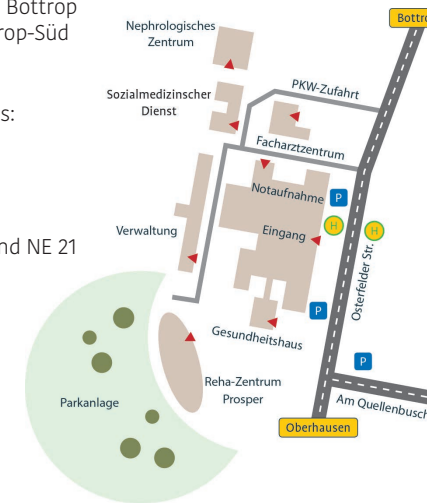 Bottrop
rop-Süd
s:
nd NE 21
Nephrologisches
Zentrum
Sozialmedizinscher
Dienst
Bottro
PKW-Zufahrt
Facharztzentrum
Notaufnahme
P
H
H
Verwaltung
Eingang
Osterfelder Str.
P
Gesundheitshaus
P
Reha-Zentrum
Prosper
Parkanlage
Am Quellenbusch
Oberhausen